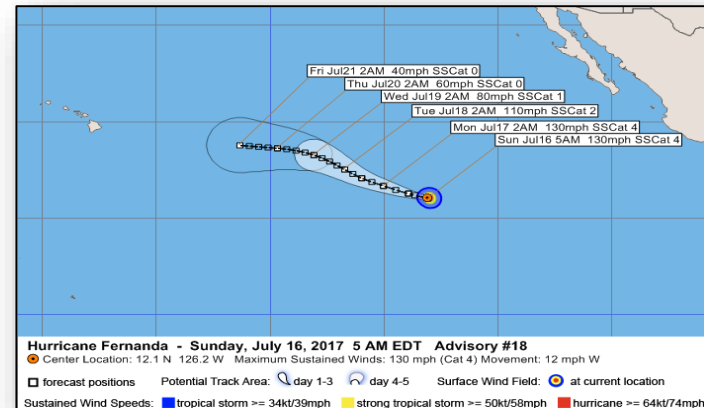 Fri Jul21 2AM 40mph SSCat 0
Thu Jul20 2AM 60mph SSCat 0
Wed Jul19 2AM 80mph SSCat 1
Tue Jul18 2AM 110mph SSCat 2
Mon Jul17 2AM 130mph SSCat 4
Sun Jul16 5AM 130mph SSCat 4
Hurricane Fernanda - Sunday, July 16, 2017 5 AM EDT Advisory #18
Center Location: 12.1 N 126.2 W Maximum Sustained Winds: 130 mph (Cat 4) Movement: 12 mph W
forecast positions Potential Track Area: day 1-3 day 4-5 Surface Wind Field: at current location
Sustained Wind Speeds: tropical storm >= 34kt/39mph strong tropical storm >= 50kt/58mph hurricane >= 64kt/74mph